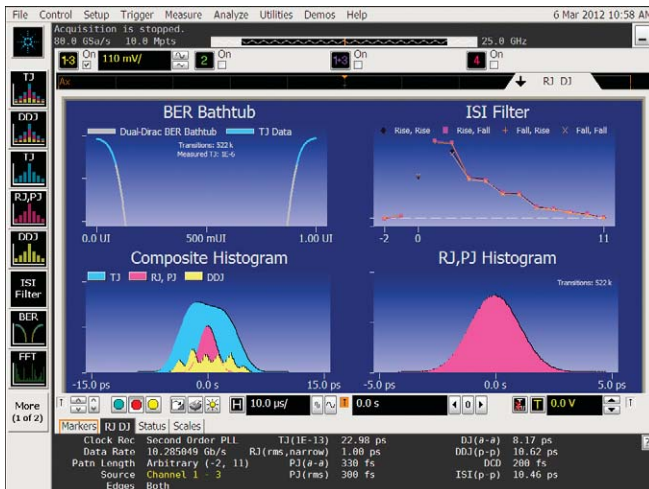 File Control Setup Trigger Measure Analyze Utilities Demos Help 6 Mar 2012 10:58 AM
Acquisition is stopped.
80.0 GSa/s 10.0 Mpts 25.0 GHz
1-3 On 110 mV/ 2 On 1-3 On 4 On
Ax RJ DJ
TJ
DDJ
TJ
RJ,PJ
DDJ
ISI
Filter
BER
FFT
More
(1 of 2)
BER Bathtub
Dual-Dirac BER Bathtub TJ Data
Transitions: 522 k
Measured TJ: 1E-6
0.0 UI 500 mUI 1.00 UI
ISI Filter
Rise, Rise Rise, Fall Fall, Rise Fall, Fall
-2 0 11
Composite Histogram
TJ RJ, PJ DDJ
-15.0 ps 0.0 s 15.0 ps
RJ,PJ Histogram
Transitions: 522 k
-5.0 ps 0.0 s 5.0 ps
H 10.0 µs/ 0.0 s 0 T 0.0 V
Markers RJ DJ Status Scales
Clock Rec Second Order PLL TJ(1E-13) 22.98 ps DJ(∂-∂) 8.17 ps
Data Rate 10.285049 Gb/s RJ(rms,narrow) 1.00 ps DDJ(p-p) 10.62 ps
Patn Length Arbitrary (-2, 11) PJ(∂-∂) 330 fs DCD 200 fs
Source Channel 1 - 3 PJ(rms) 300 fs ISI(p-p) 10.46 ps
Edges Both